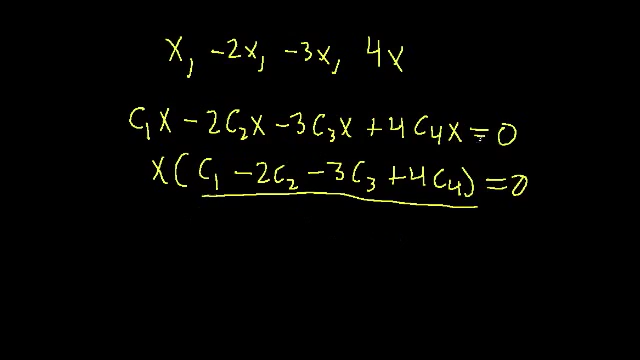 x, -2x, -3x, 4x
C₁x - 2C₂x - 3C₃x + 4C₄x = 0
x(C₁ - 2C₂ - 3C₃ + 4C₄) = 0